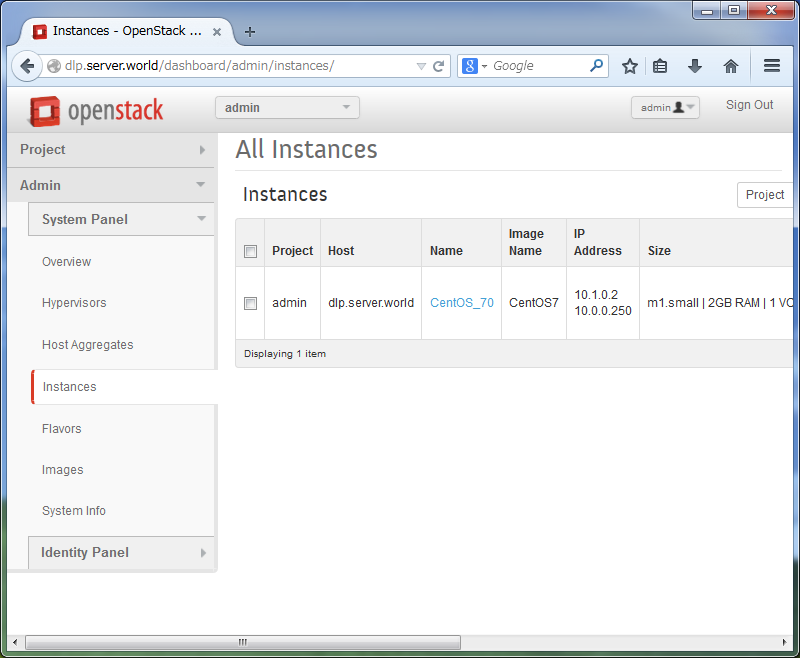 Instances - OpenStack ...
dlp.server.world/dashboard/admin/instances/
Google
openstack
admin
admin
Sign Out
Project
Admin
System Panel
Overview
Hypervisors
Host Aggregates
Instances
Flavors
Images
System Info
Identity Panel
All Instances
Instances
Project
Project Host Name Image Name IP Address Size
admin dlp.server.world CentOS_70 CentOS7 10.1.0.2 m1.small | 2GB RAM | 1 VC
10.0.0.250
Displaying 1 item